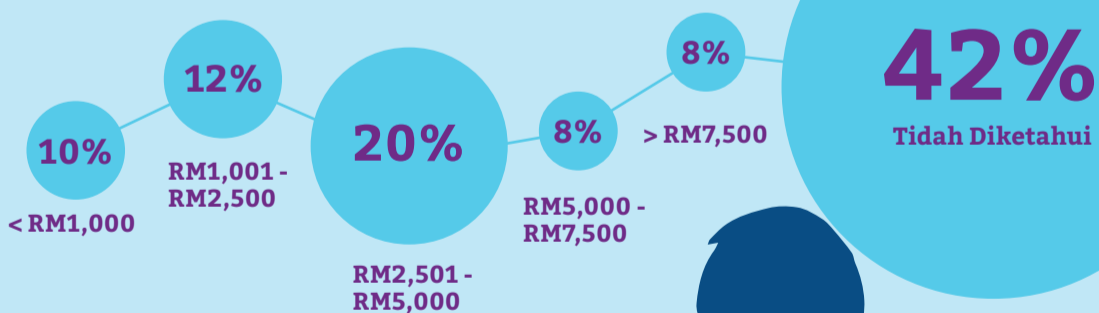 10%
< RM1,000
12%
RM1,001 -
RM2,500
20%
RM2,501 -
RM5,000
8%
RM5,000 -
RM7,500
8%
> RM7,500
42%
Tidah Diketahui